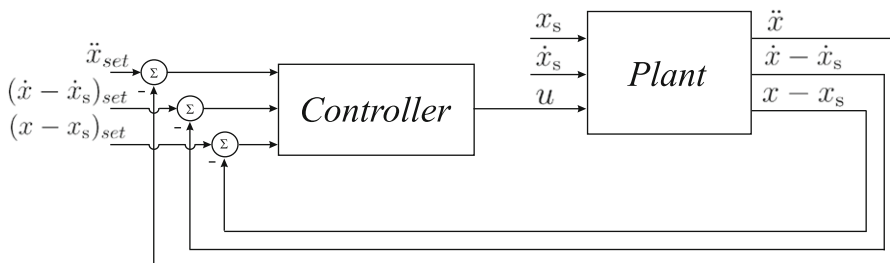 ẍ_set
(ẋ − ẋ_s)_set
(x − x_s)_set
Σ
-
Σ
-
Σ
-
Controller
x_s
ẋ_s
u
Plant
ẍ
ẋ − ẋ_s
x − x_s